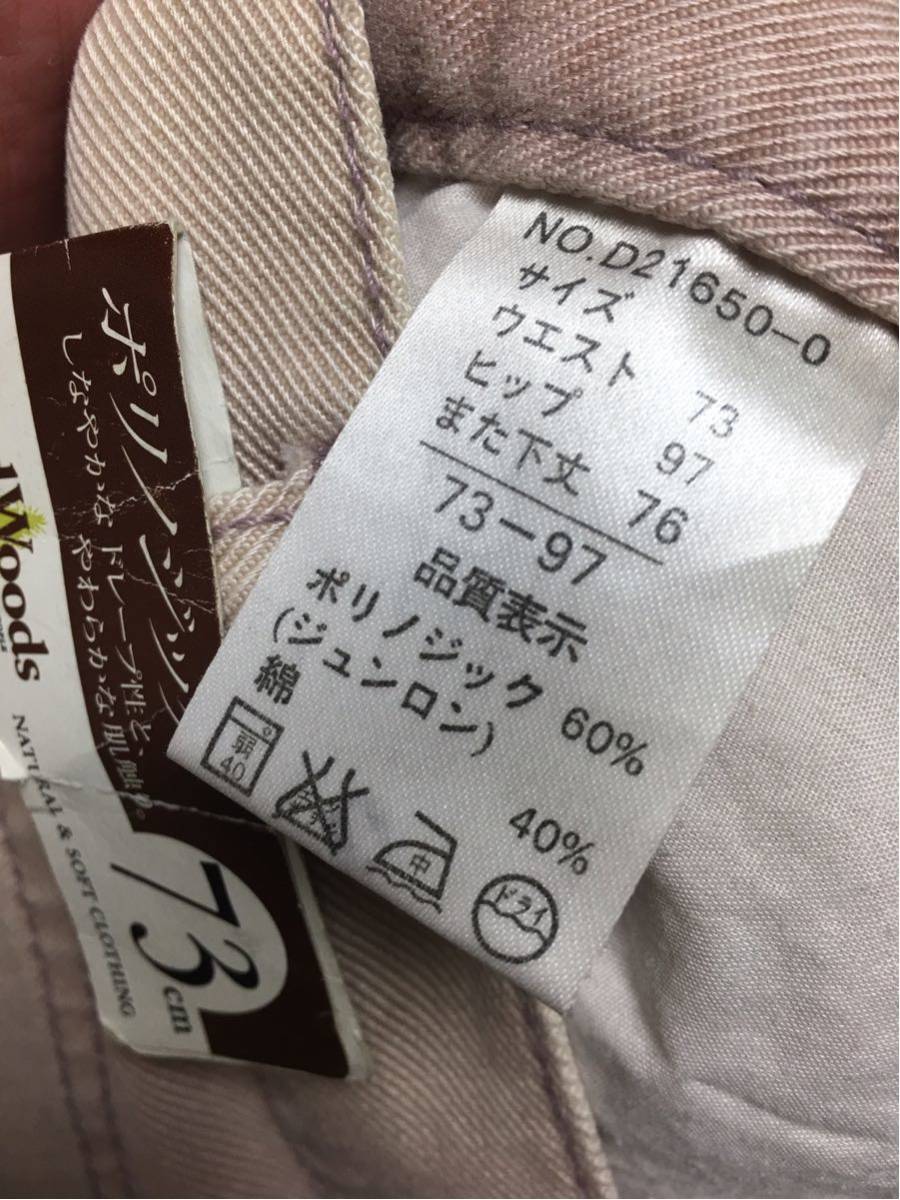 NO.D21650-0
サイズ
ウエスト 73
ヒップ 97
また下丈 76
73-97
品質表示
ポリノジック 60%
(ジュンロン)
綿 40%
弱
40
中
ドライ
ポリノジック
しなやかな ドレープ性と、
やわらかな肌触り。
Woods
NATURAL & SOFT CLOTHING
73cm